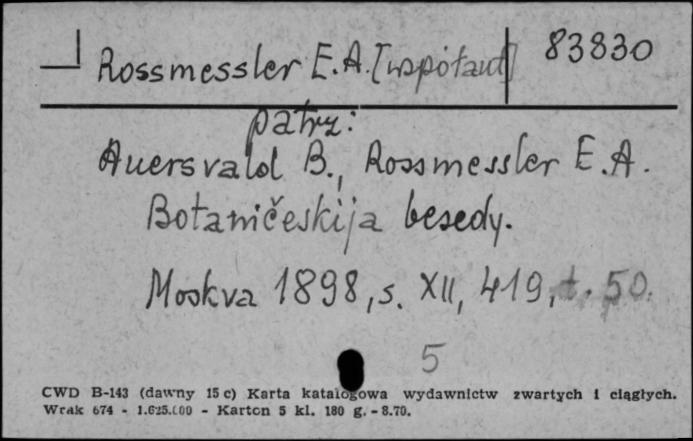 Rossmessler E.A. [współaut] 83830
patrz:
Auersvald B., Rossmessler E.A.
Botaničeskija besedy.
Moskva 1898, s. XII, 419, t. 50.
5
CWD B-143 (dawny 15 c) Karta katalogowa wydawnictw zwartych i ciągłych.
Wrak 674 - 1.625.000 - Karton 5 kl. 180 g. - 8.70.